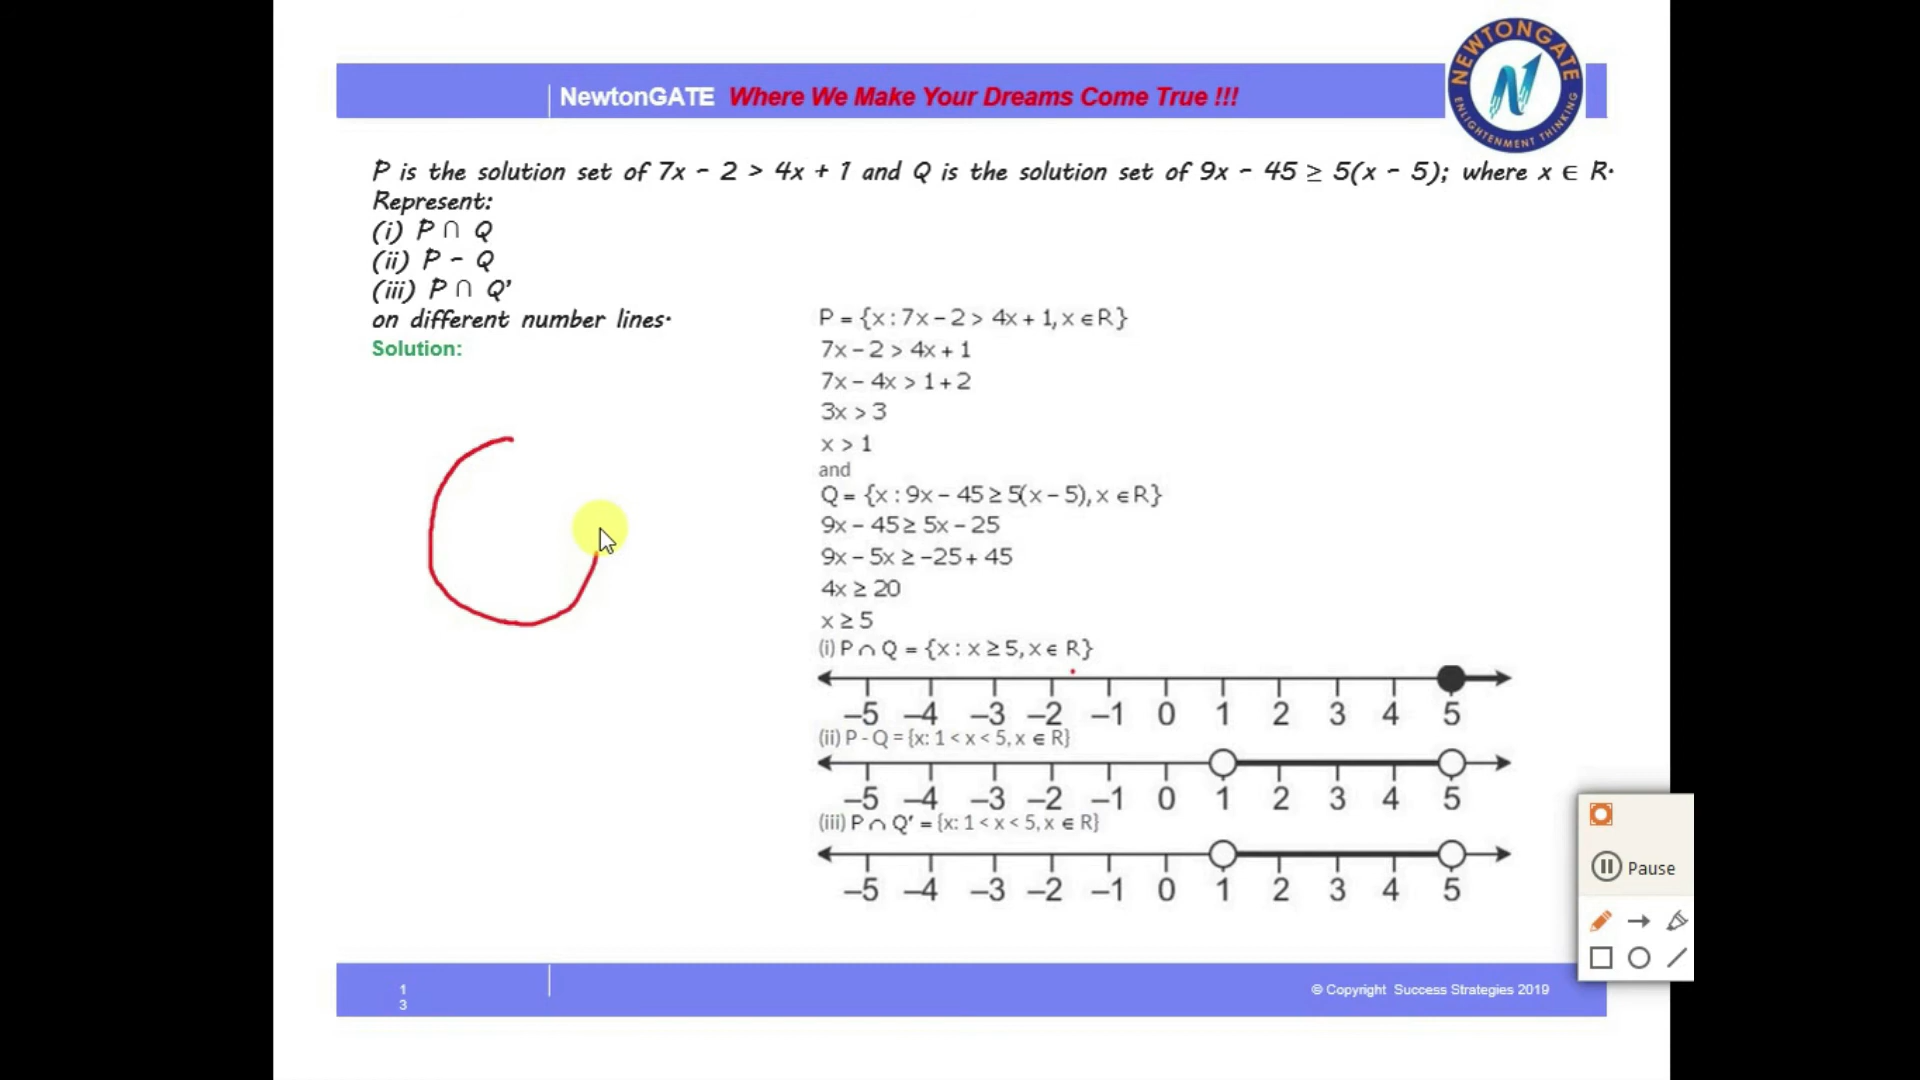 NEWTONGATE
ENLIGHTENMENT THINKING
NewtonGATE Where We Make Your Dreams Come True !!!
P is the solution set of 7x - 2 > 4x + 1 and Q is the solution set of 9x - 45 ≥ 5(x - 5); where x ∈ R.
Represent:
(i) P ∩ Q
(ii) P - Q
(iii) P ∩ Q'
on different number lines.
Solution:
P = {x : 7x - 2 > 4x + 1, x ∈ R}
7x - 2 > 4x + 1
7x - 4x > 1 + 2
3x > 3
x > 1
and
Q = {x : 9x - 45 ≥ 5(x - 5), x ∈ R}
9x - 45 ≥ 5x - 25
9x - 5x ≥ -25 + 45
4x ≥ 20
x ≥ 5
(i) P ∩ Q = {x : x ≥ 5, x ∈ R}
-5 -4 -3 -2 -1 0 1 2 3 4 5
(ii) P - Q = {x: 1 < x < 5, x ∈ R}
-5 -4 -3 -2 -1 0 1 2 3 4 5
(iii) P ∩ Q' = {x: 1 < x < 5, x ∈ R}
-5 -4 -3 -2 -1 0 1 2 3 4 5
Pause
1
3
© Copyright Success Strategies 2019